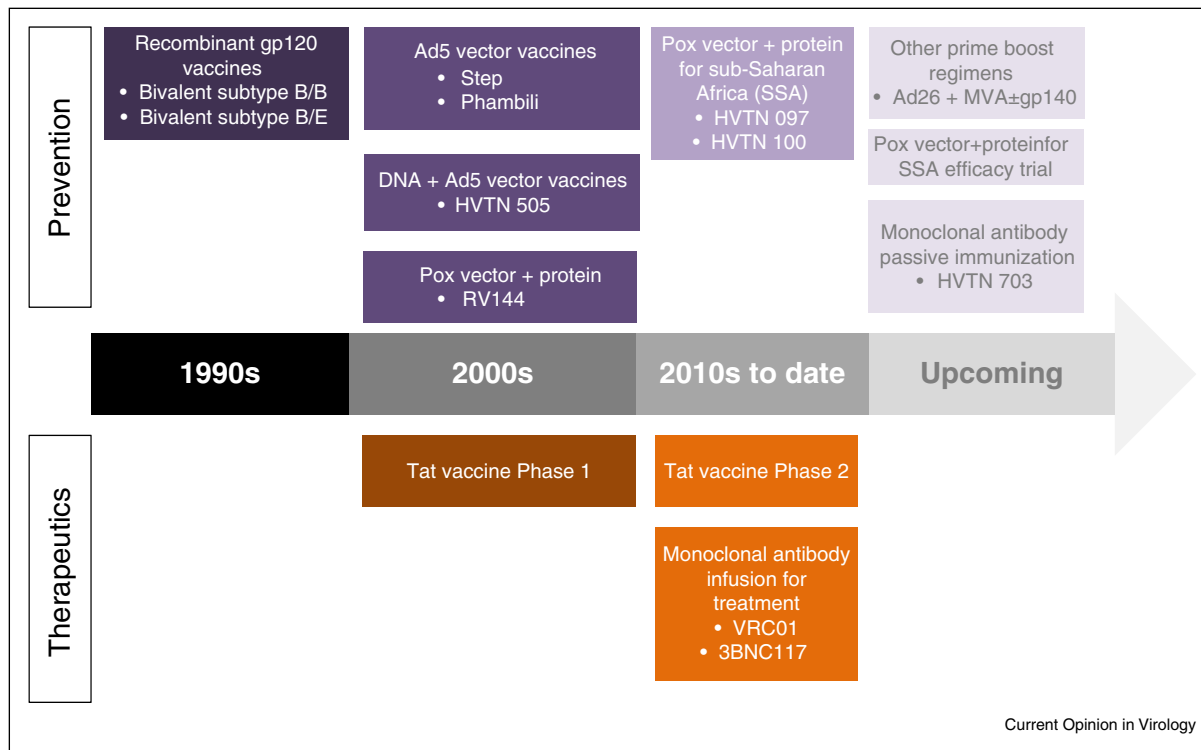 Prevention
Recombinant gp120
vaccines
• Bivalent subtype B/B
• Bivalent subtype B/E
Ad5 vector vaccines
• Step
• Phambili
DNA + Ad5 vector vaccines
• HVTN 505
Pox vector + protein
• RV144
Pox vector + protein
for sub-Saharan
Africa (SSA)
• HVTN 097
• HVTN 100
Other prime boost
regimens
• Ad26 + MVA±gp140
Pox vector+proteinfor
SSA efficacy trial
Monoclonal antibody
passive immunization
• HVTN 703
1990s
2000s
2010s to date
Upcoming
Therapeutics
Tat vaccine Phase 1
Tat vaccine Phase 2
Monoclonal antibody
infusion for
treatment
• VRC01
• 3BNC117
Current Opinion in Virology